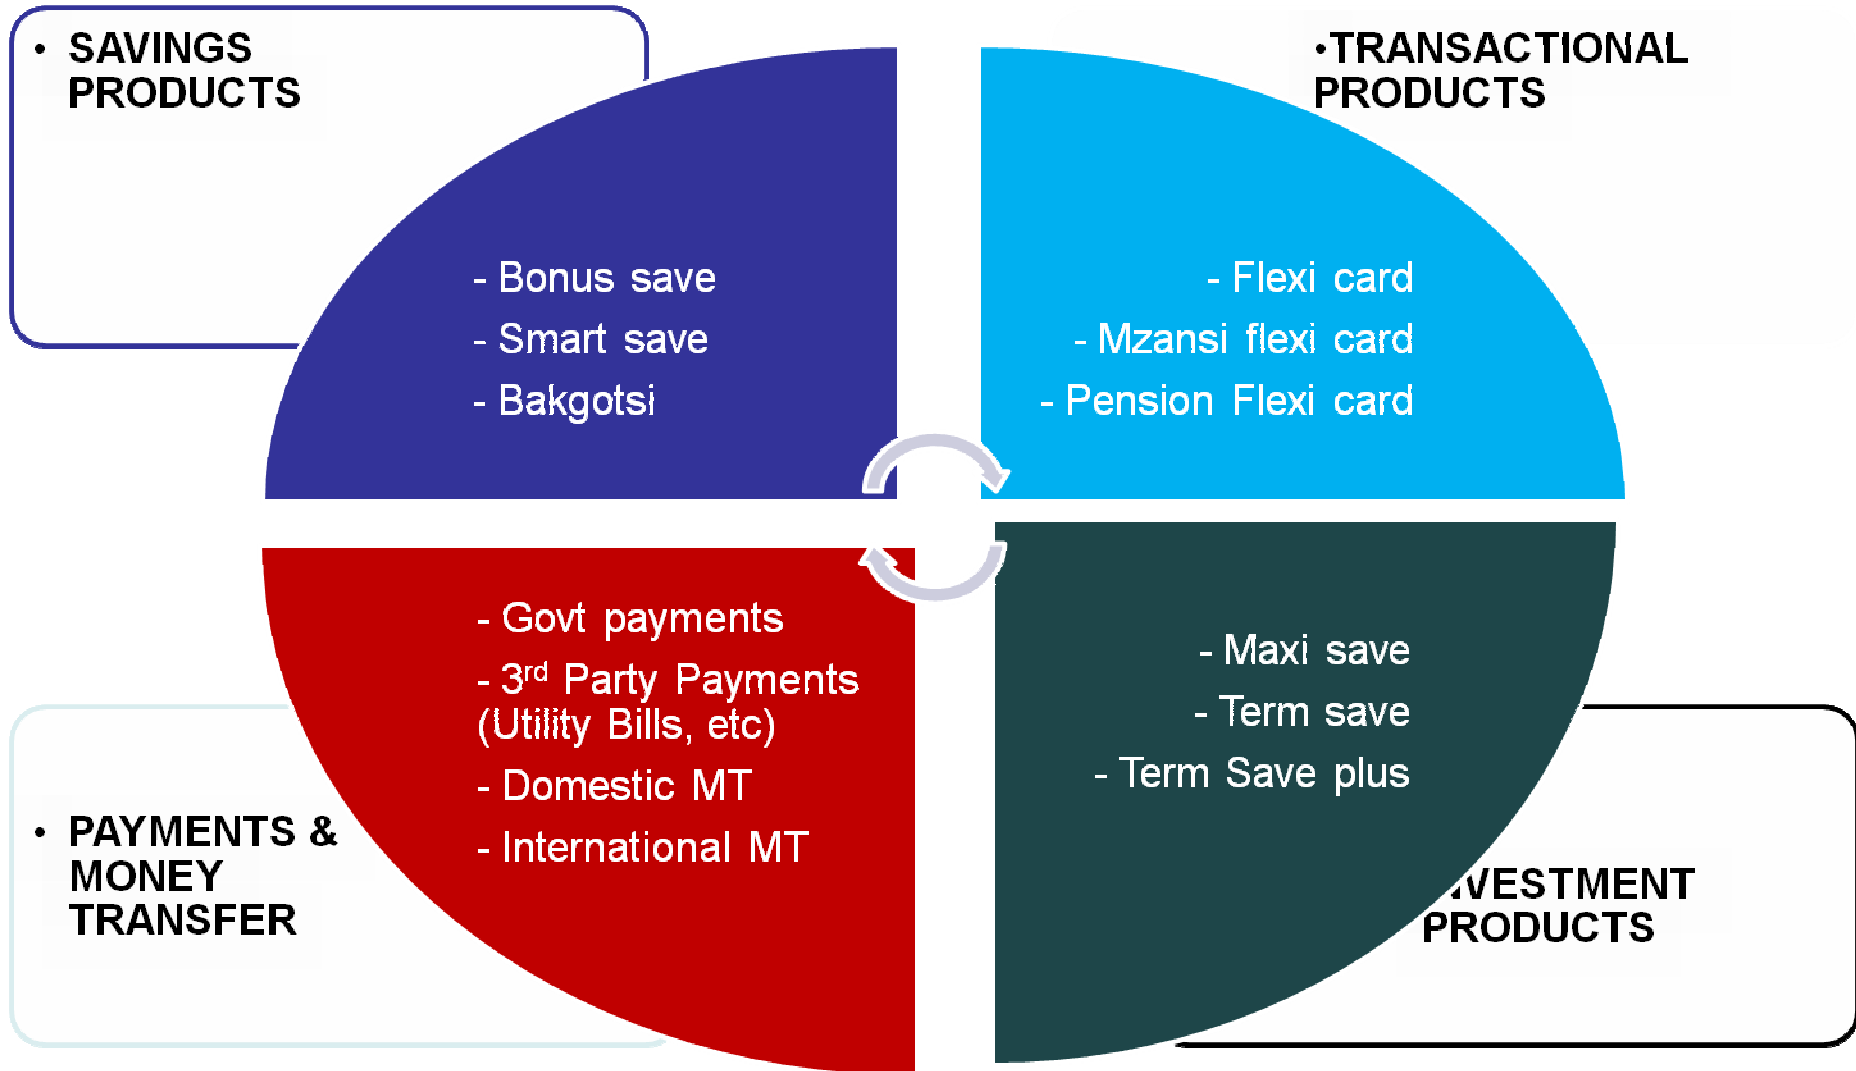 • SAVINGS
PRODUCTS
- Bonus save
- Smart save
- Bakgotsi
•TRANSACTIONAL
PRODUCTS
- Flexi card
- Mzansi flexi card
- Pension Flexi card
• PAYMENTS &
MONEY
TRANSFER
- Govt payments
- 3rd Party Payments
(Utility Bills, etc)
- Domestic MT
- International MT
- Maxi save
- Term save
- Term Save plus
NVESTMENT
PRODUCTS